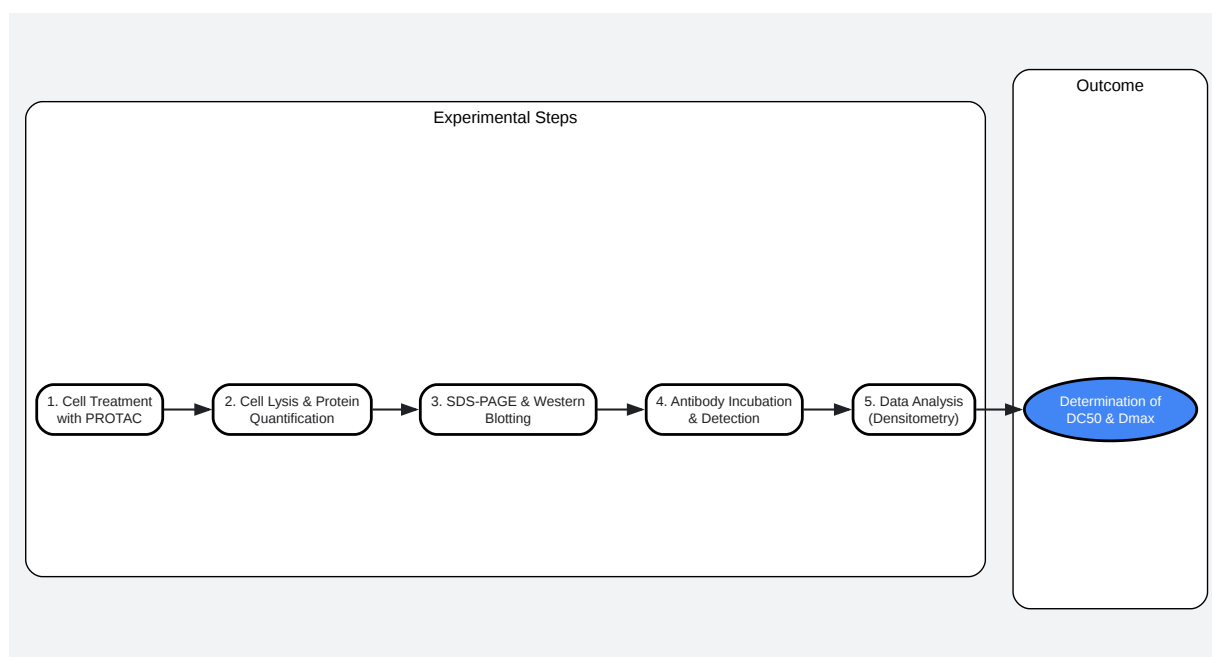 Outcome
Experimental Steps
1. Cell Treatment
with PROTAC
2. Cell Lysis & Protein
Quantification
3. SDS-PAGE & Western
Blotting
4. Antibody Incubation
& Detection
5. Data Analysis
(Densitometry)
Determination of
DC50 & Dmax